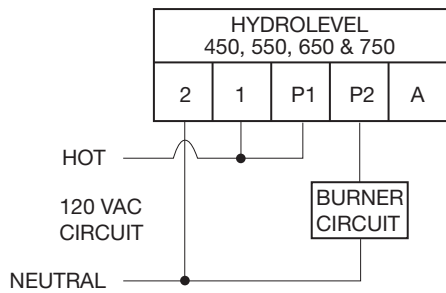 HYDROLEVEL
450, 550, 650 & 750
2 1 P1 P2 A
HOT
120 VAC
CIRCUIT
BURNER
CIRCUIT
NEUTRAL